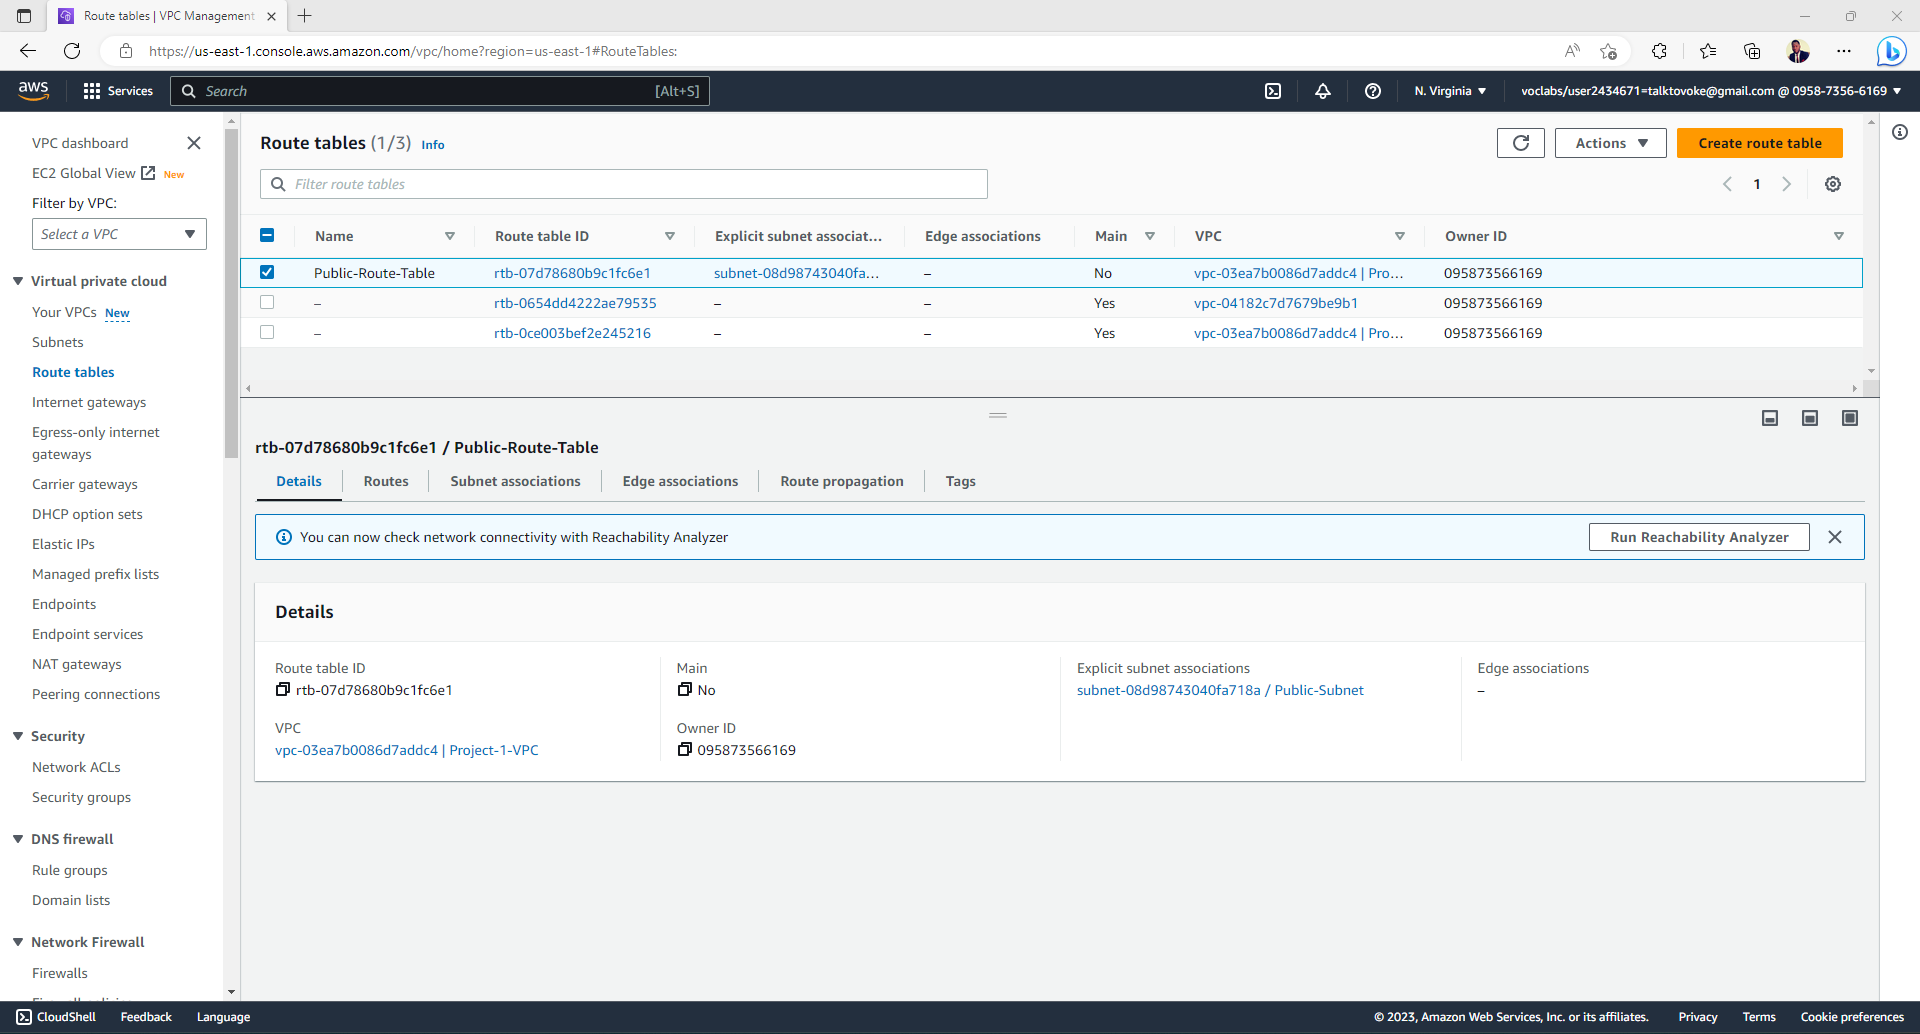 Route tables | VPC Management
https://us-east-1.console.aws.amazon.com/vpc/home?region=us-east-1#RouteTables:
aws
Services
Search
[Alt+S]
N. Virginia
voclabs/user2434671=talktovoke@gmail.com @ 0958-7356-6169
VPC dashboard
EC2 Global View New
Filter by VPC:
Select a VPC
Virtual private cloud
Your VPCs New
Subnets
Route tables
Internet gateways
Egress-only internet
gateways
Carrier gateways
DHCP option sets
Elastic IPs
Managed prefix lists
Endpoints
Endpoint services
NAT gateways
Peering connections
Security
Network ACLs
Security groups
DNS firewall
Rule groups
Domain lists
Network Firewall
Firewalls
Route tables (1/3) Info
Actions
Create route table
Filter route tables
1
Name Route table ID Explicit subnet associat... Edge associations Main VPC Owner ID
Public-Route-Table rtb-07d78680b9c1fc6e1 subnet-08d98743040fa... – No vpc-03ea7b0086d7addc4 | Pro... 095873566169
– rtb-0654dd4222ae79535 – – Yes vpc-04182c7d7679be9b1 095873566169
– rtb-0ce003bef2e245216 – – Yes vpc-03ea7b0086d7addc4 | Pro... 095873566169
rtb-07d78680b9c1fc6e1 / Public-Route-Table
Details Routes Subnet associations Edge associations Route propagation Tags
You can now check network connectivity with Reachability Analyzer
Run Reachability Analyzer
Details
Route table ID
rtb-07d78680b9c1fc6e1
VPC
vpc-03ea7b0086d7addc4 | Project-1-VPC
Main
No
Owner ID
095873566169
Explicit subnet associations
subnet-08d98743040fa718a / Public-Subnet
Edge associations
–
CloudShell Feedback Language
© 2023, Amazon Web Services, Inc. or its affiliates. Privacy Terms Cookie preferences